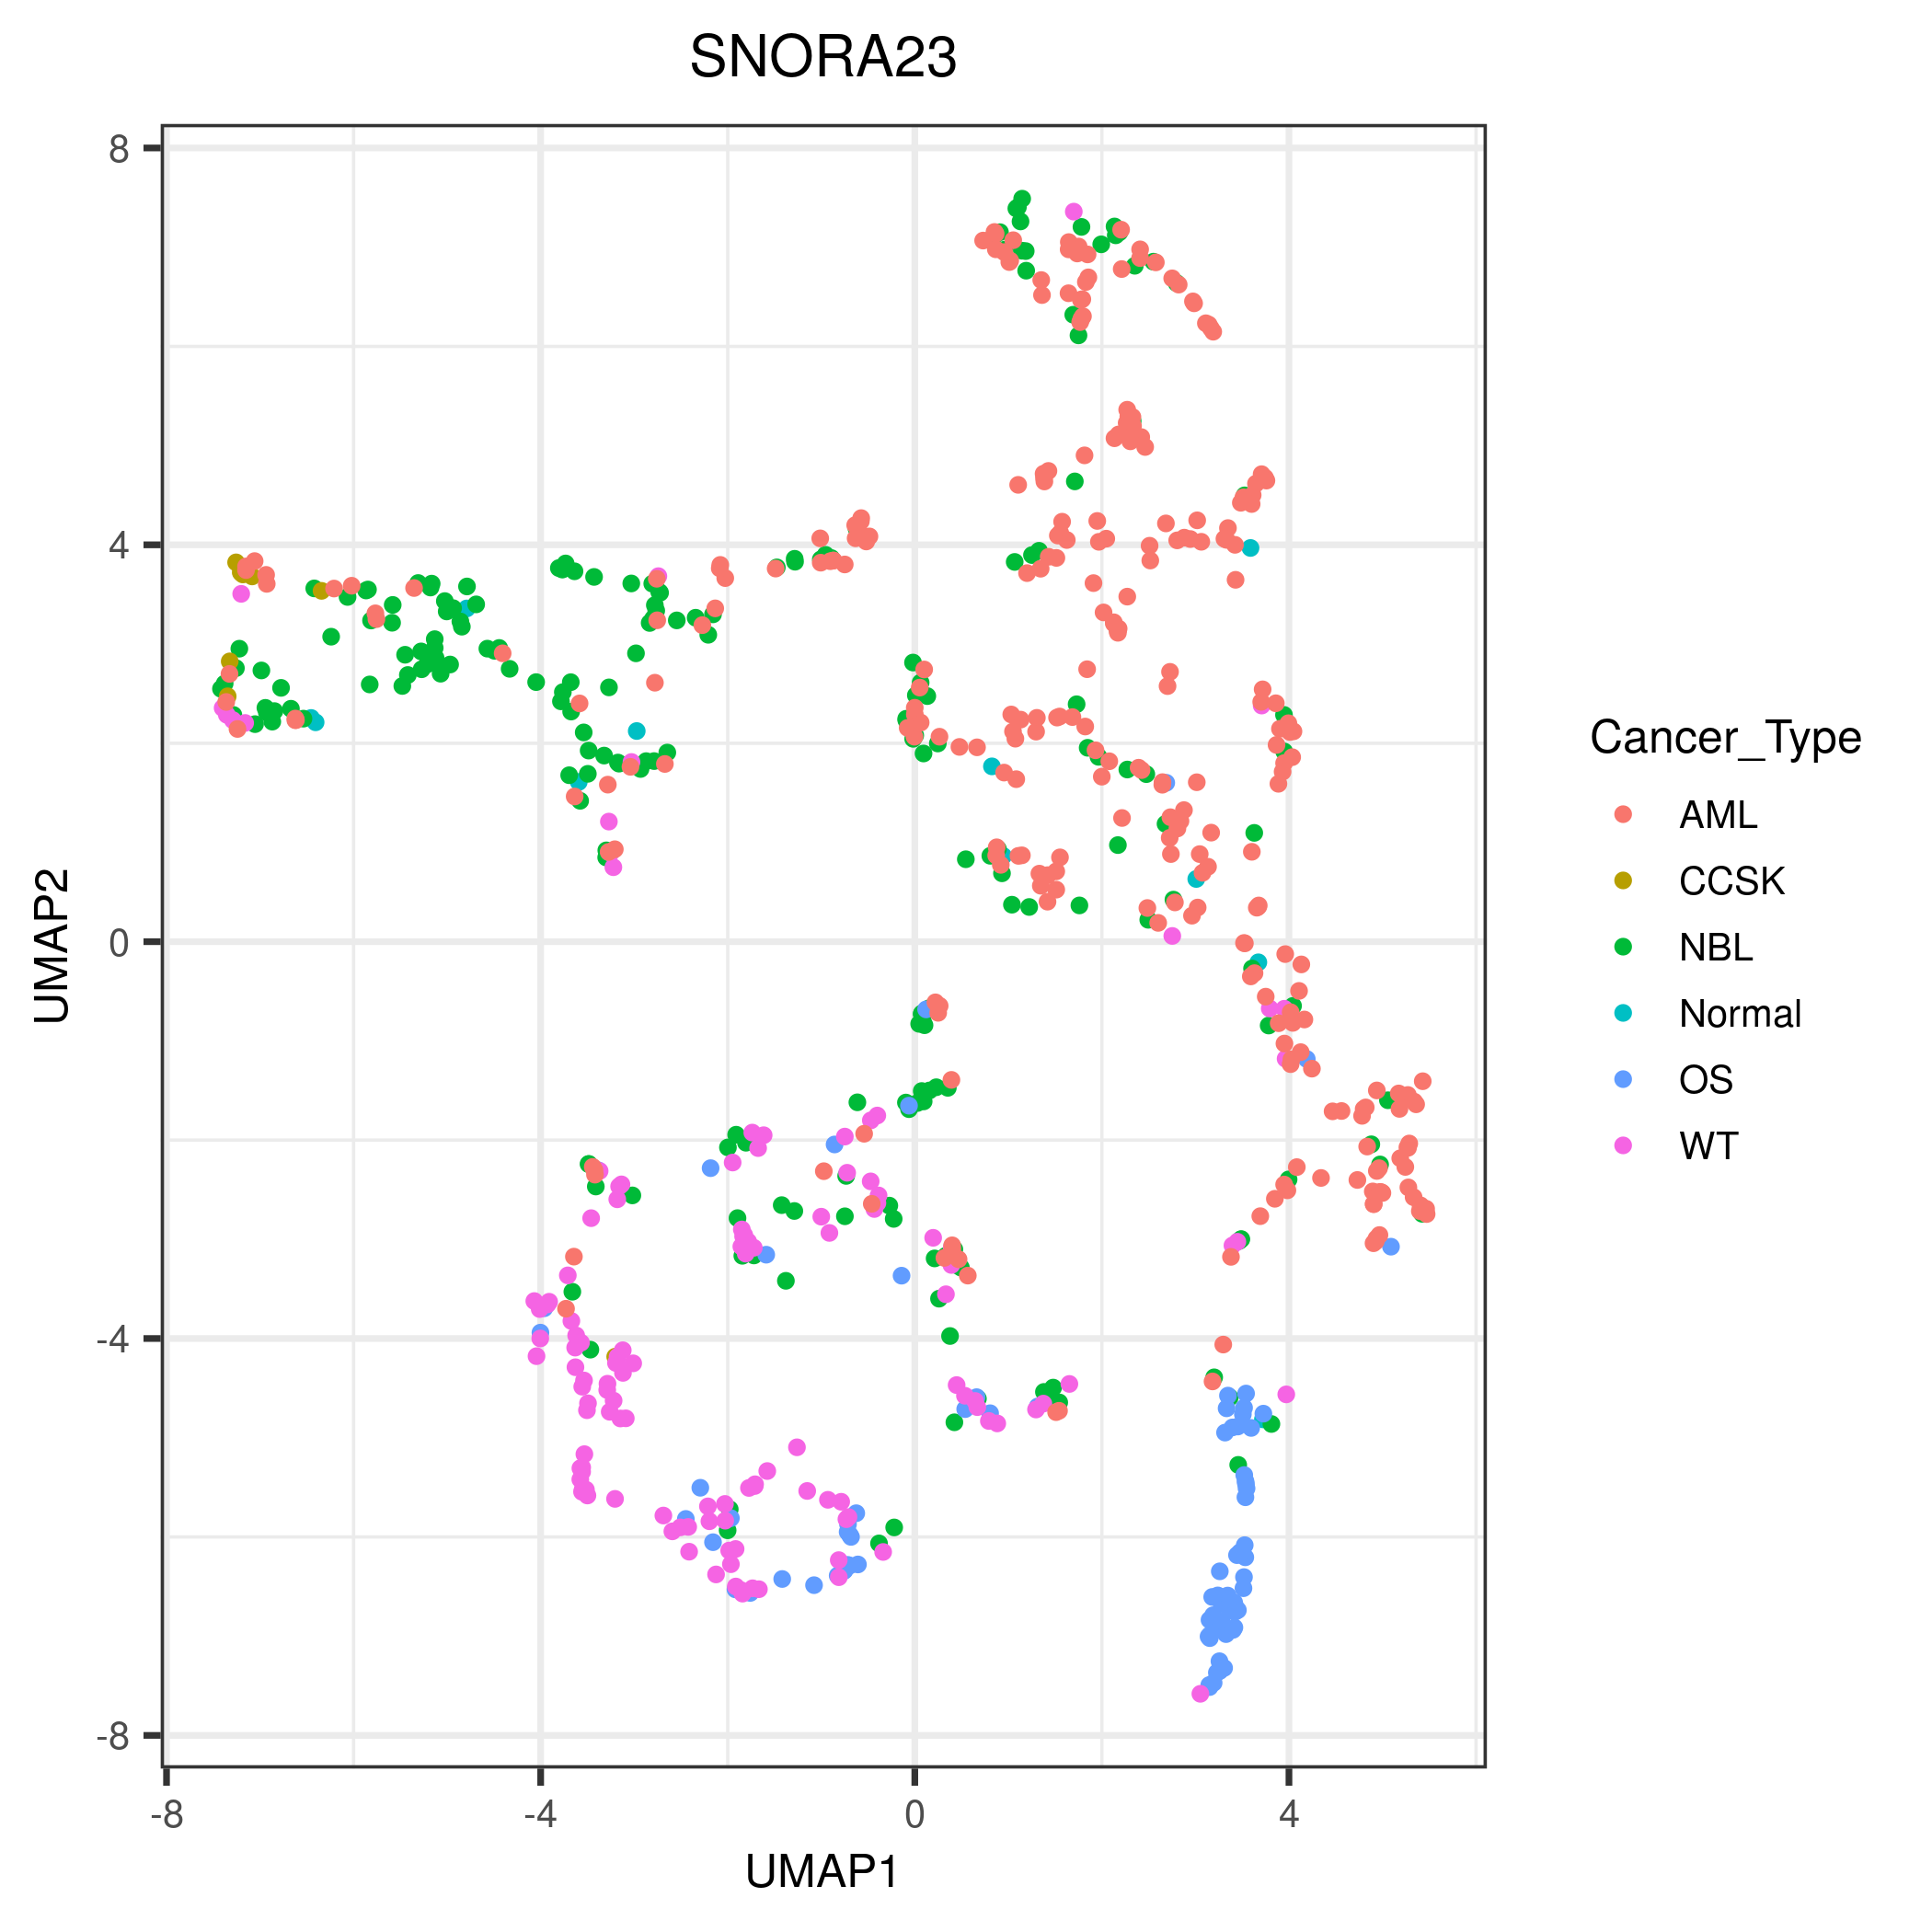 SNORA23
8
4
0
-4
-8
UMAP2
-8
-4
0
4
UMAP1
Cancer_Type
AML
CCSK
NBL
Normal
OS
WT